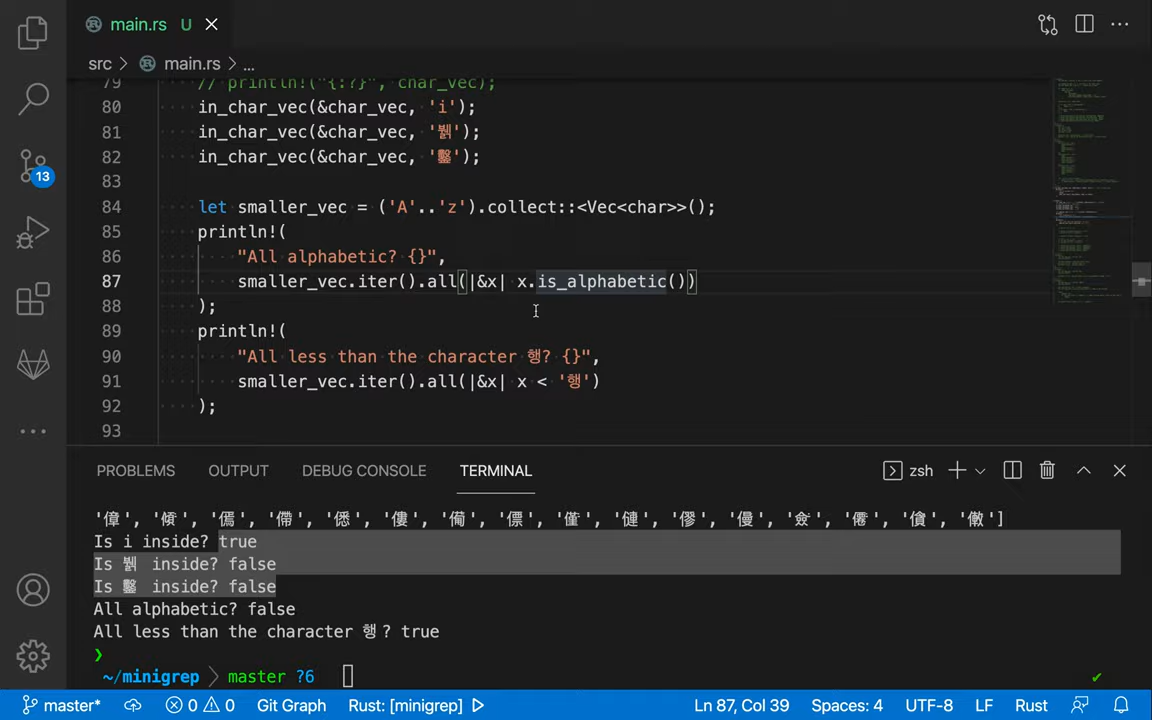 main.rs U
src > main.rs > ...
79 // println!("{:?}", char_vec);
80 in_char_vec(&char_vec, 'i');
81 in_char_vec(&char_vec, '뷁');
82 in_char_vec(&char_vec, '鑿');
83
84 let smaller_vec = ('A'..'z').collect::<Vec<char>>();
85 println!(
86 "All alphabetic? {}",
87 smaller_vec.iter().all(|&x| x.is_alphabetic())
88 );
89 println!(
90 "All less than the character 행? {}",
91 smaller_vec.iter().all(|&x| x < '행')
92 );
93
13
PROBLEMS OUTPUT DEBUG CONSOLE TERMINAL zsh
Is i inside? true
Is 뷁 inside? false
Is 鑿 inside? false
All alphabetic? false
All less than the character 행? true
❯
~/minigrep > master ?6
master* 0 0 Git Graph Rust: [minigrep] Ln 87, Col 39 Spaces: 4 UTF-8 LF Rust